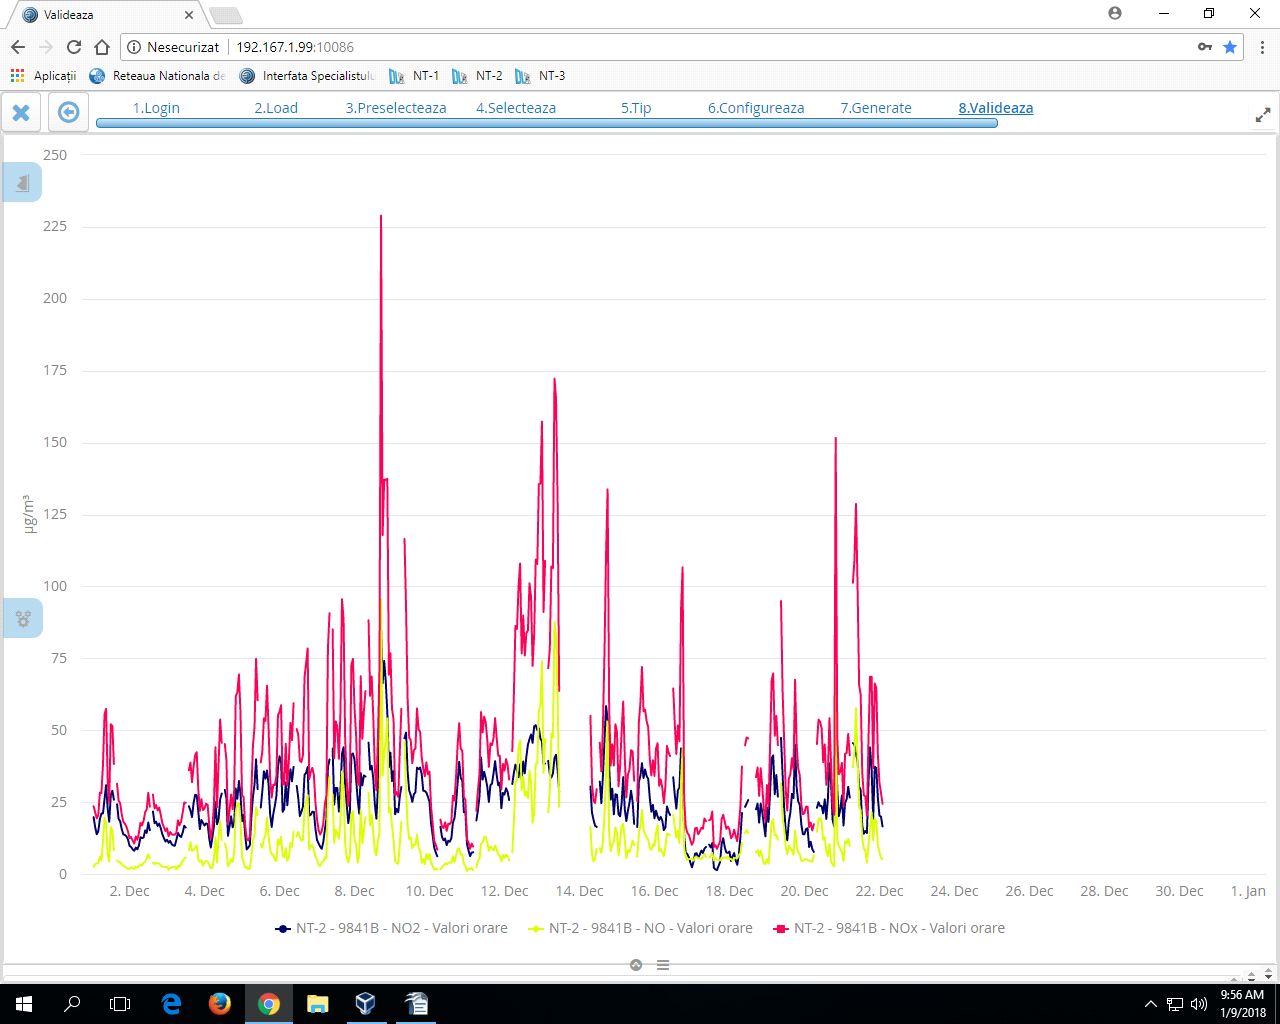 Valideaza
Nesecurizat 192.167.1.99:10086
Aplicații Reteaua Nationala de Interfata Specialistulu NT-1 NT-2 NT-3
1.Login 2.Load 3.Preselecteaza 4.Selecteaza 5.Tip 6.Configureaza 7.Generate 8.Valideaza
250
225
200
175
150
125
100
75
50
25
0
µg/m³
2. Dec 4. Dec 6. Dec 8. Dec 10. Dec 12. Dec 14. Dec 16. Dec 18. Dec 20. Dec 22. Dec 24. Dec 26. Dec 28. Dec 30. Dec 1. Jan
NT-2 - 9841B - NO2 - Valori orare NT-2 - 9841B - NO - Valori orare NT-2 - 9841B - NOx - Valori orare
9:56 AM
1/9/2018